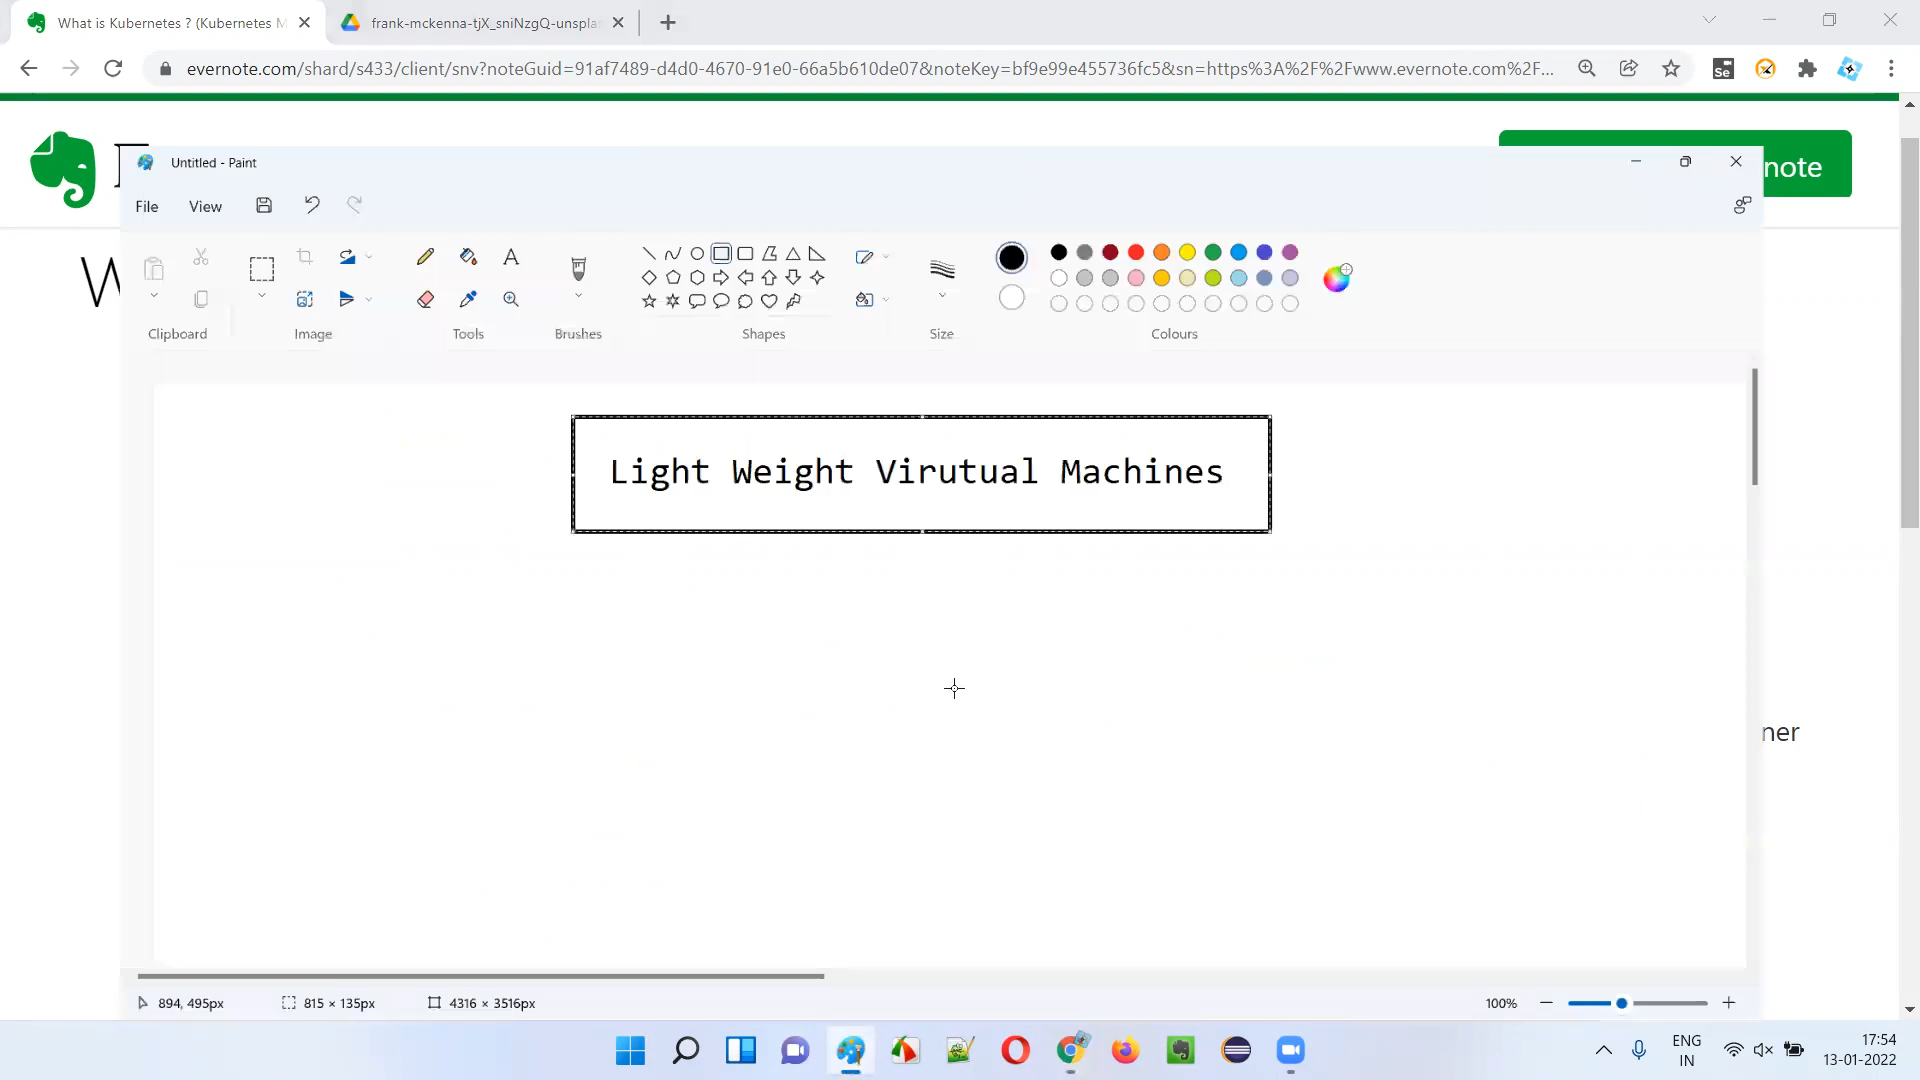 What is Kubernetes ? (Kubernetes M
frank-mckenna-tjX_sniNzgQ-unspla
evernote.com/shard/s433/client/snv?noteGuid=91af7489-d4d0-4670-91e0-66a5b610de07&noteKey=bf9e99e455736fc5&sn=https%3A%2F%2Fwww.evernote.com%2F...
Se
note
Untitled - Paint
File
View
W
Clipboard
Image
Tools
Brushes
Shapes
Size
Colours
Light Weight Virutual Machines
ner
894, 495px
815 × 135px
4316 × 3516px
100%
ENG
IN
17:54
13-01-2022